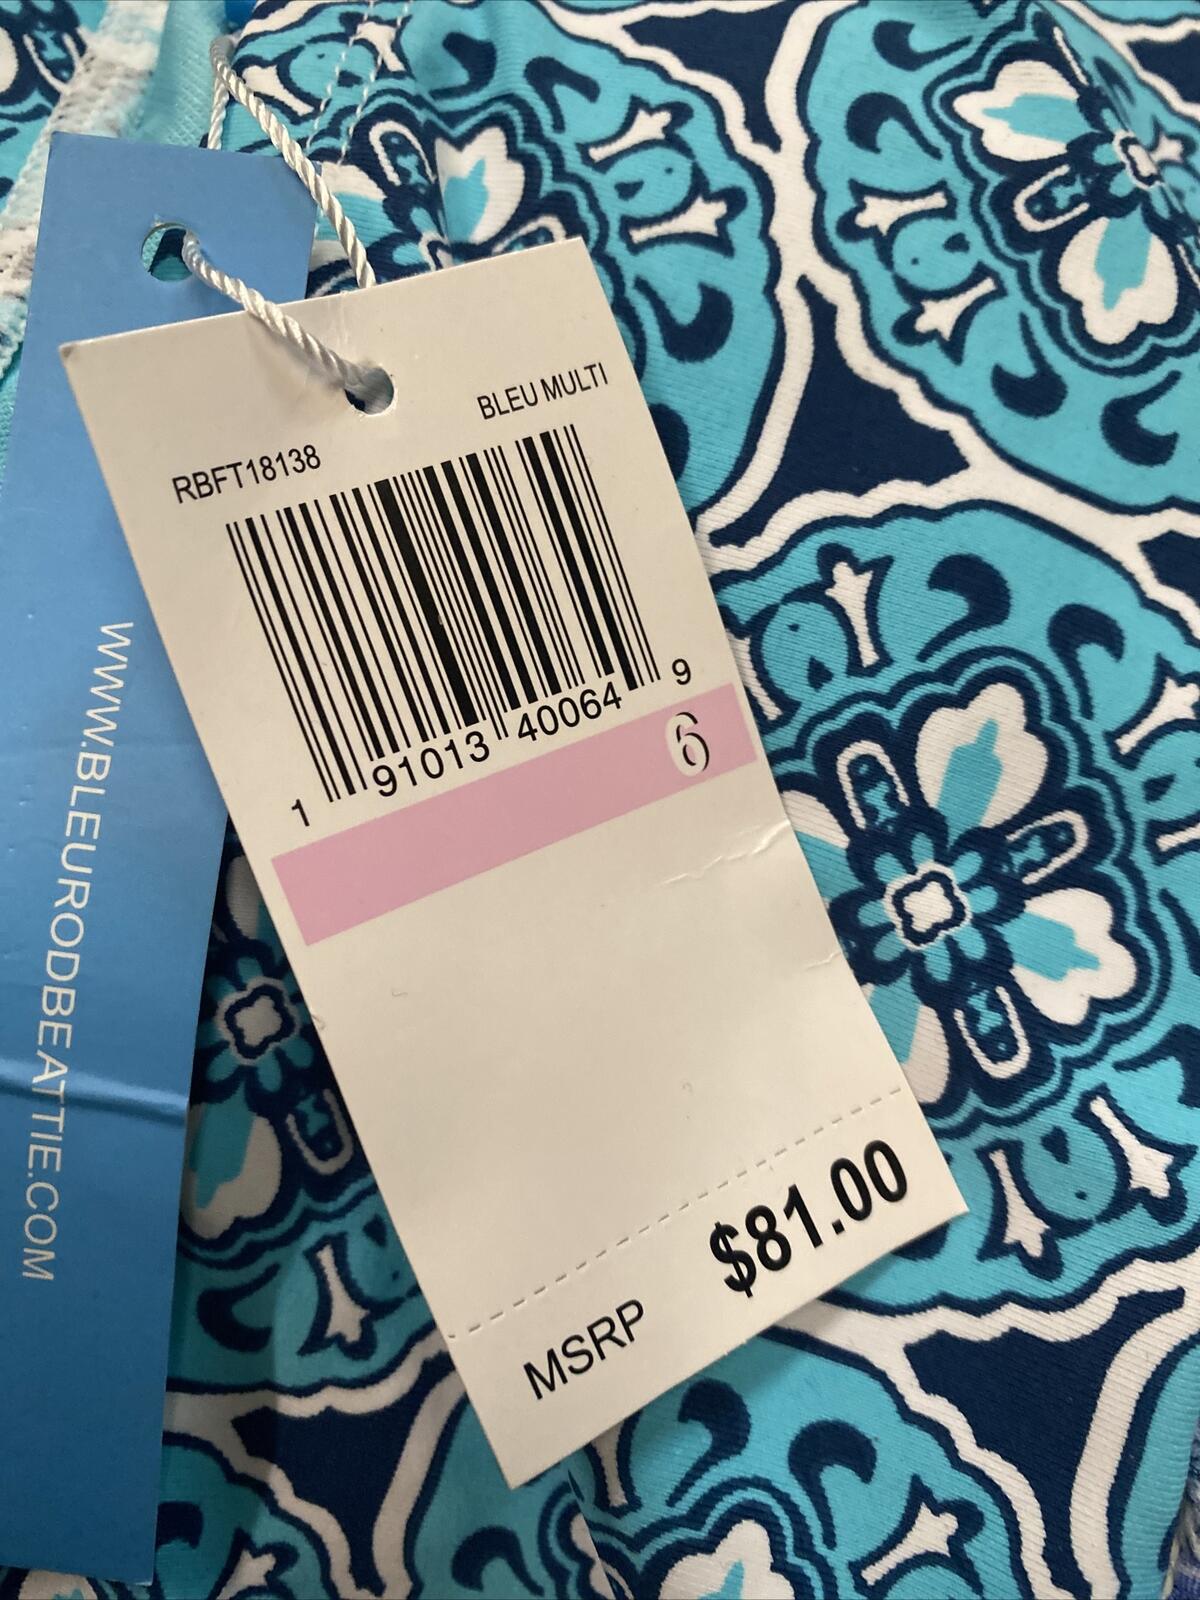 RBFT18138
BLEU MULTI
1 91013 40064 9
6
MSRP
$81.00
WWW.BLEURODBEATTIE.COM